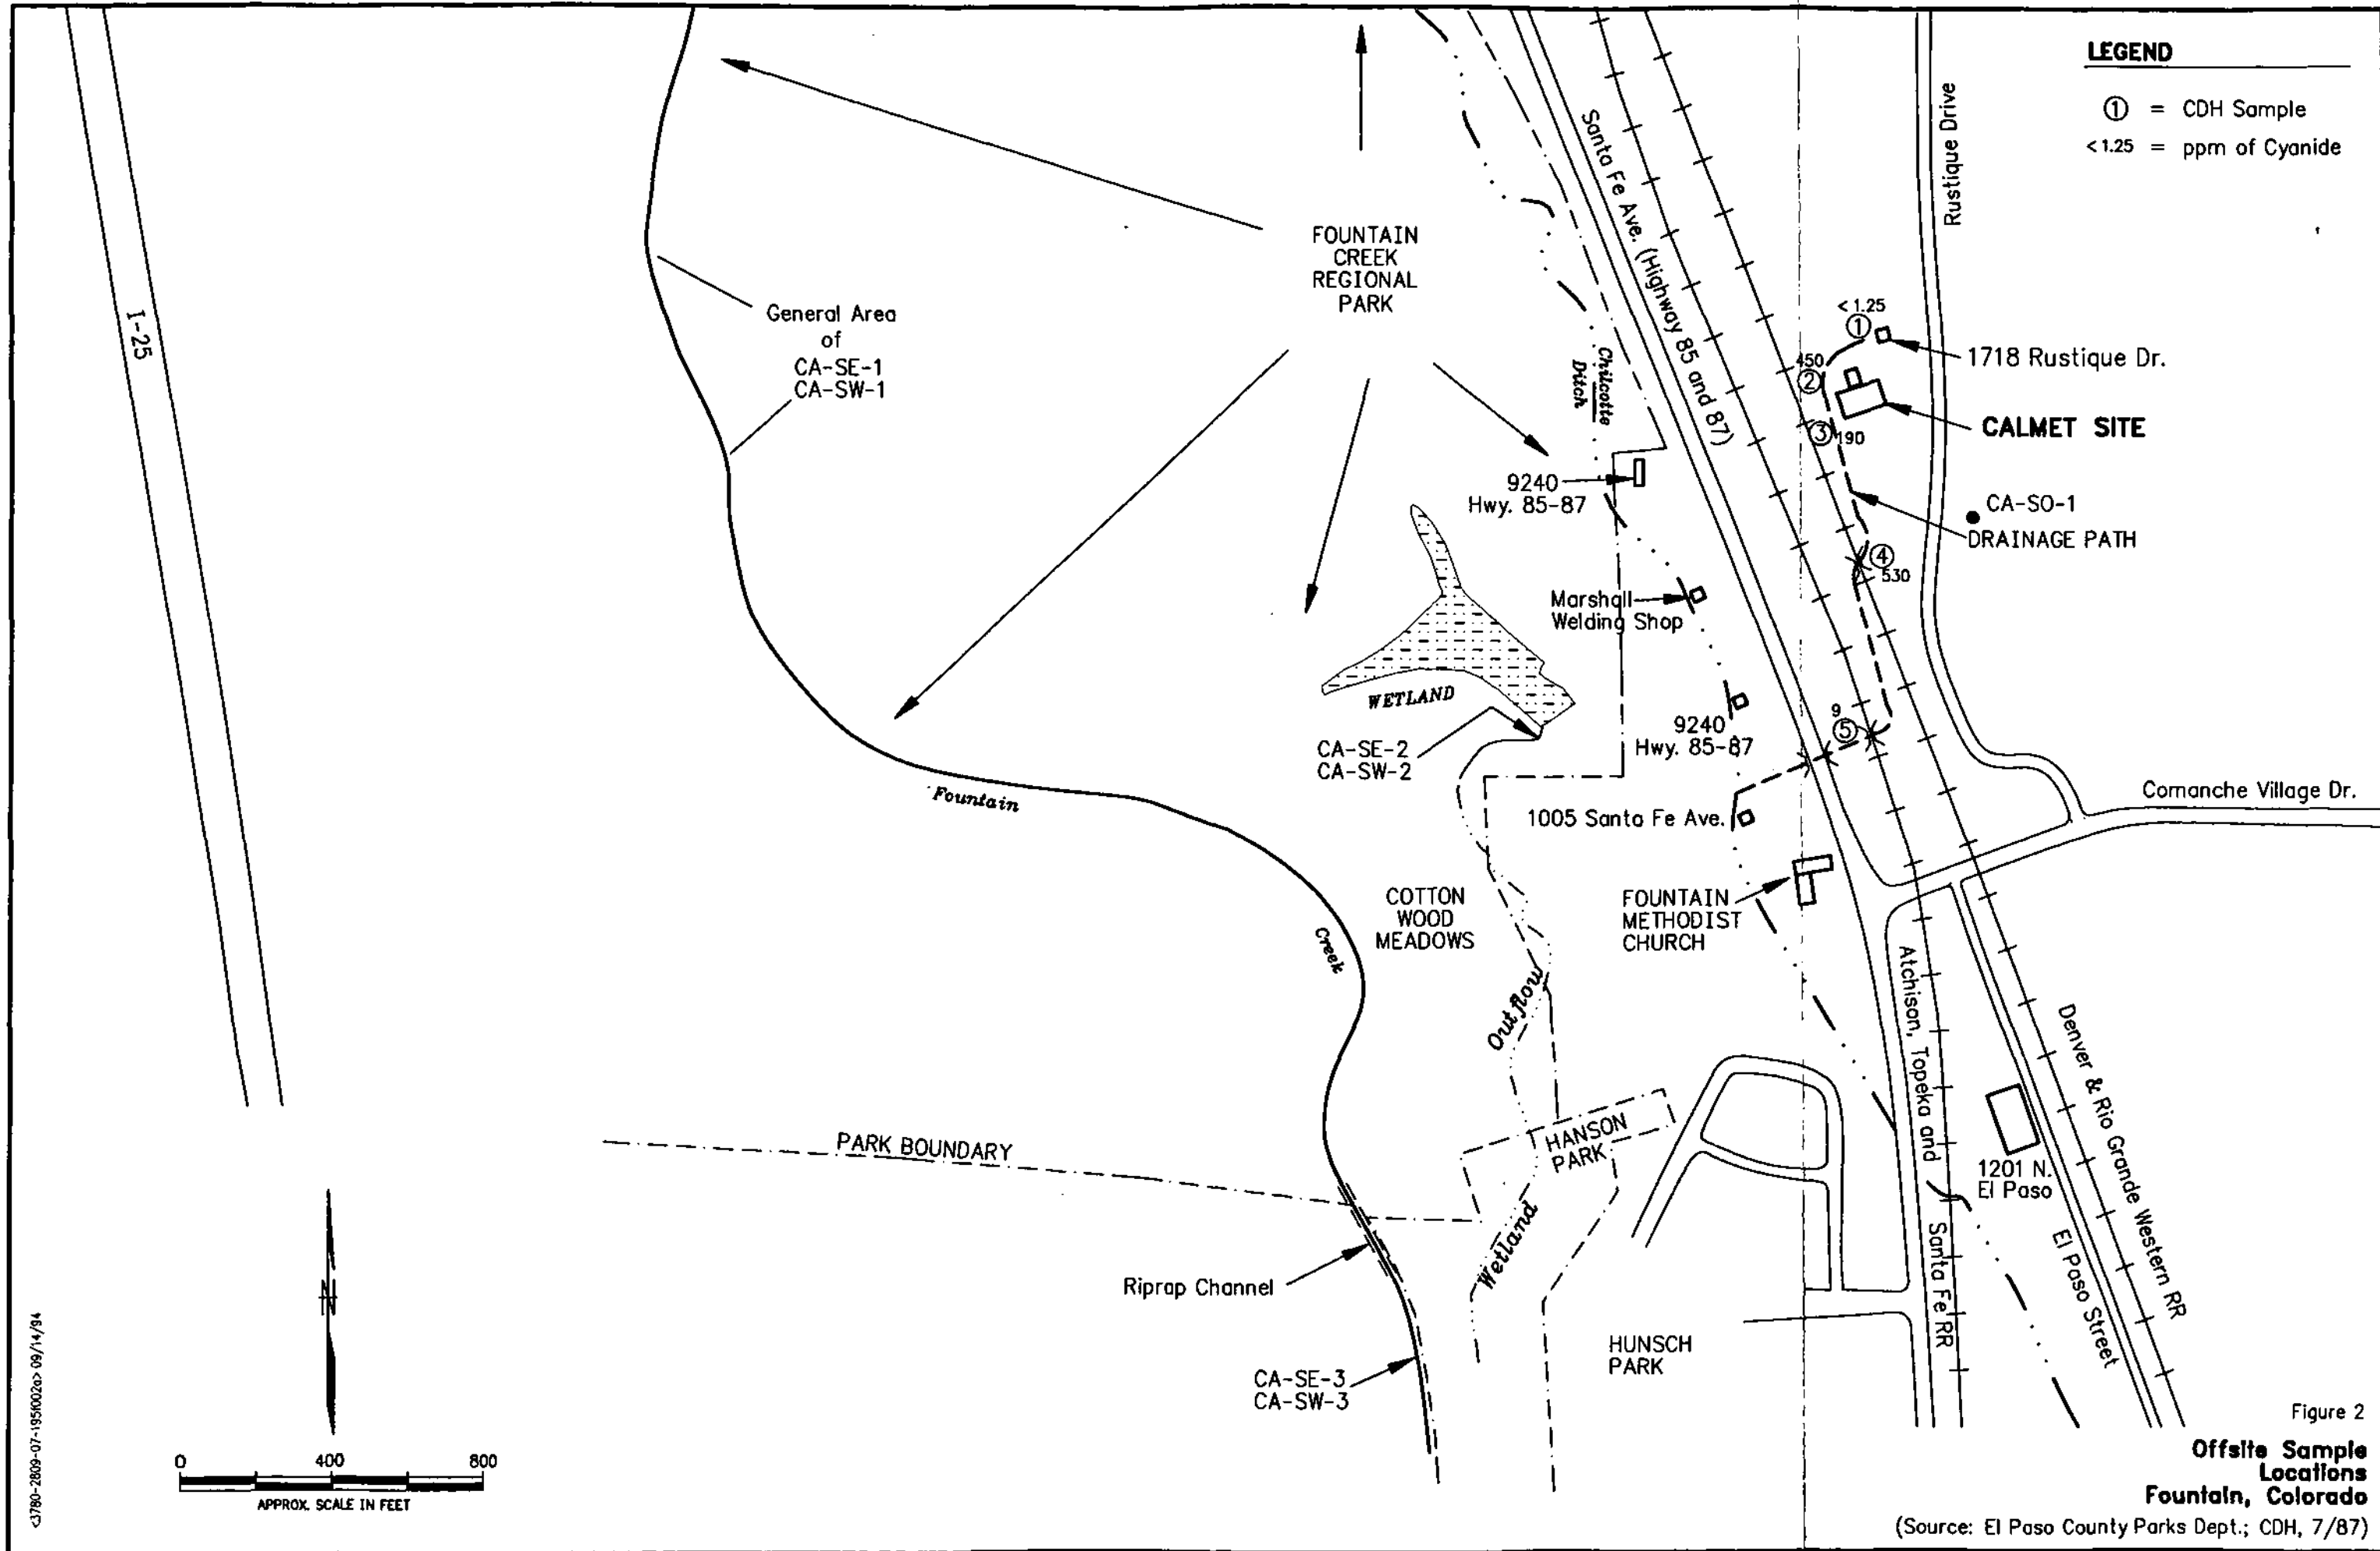 LEGEND
① = CDH Sample
< 1.25 = ppm of Cyanide
Rustique Drive
Santa Fe Ave. (Highway 85 and 87)
FOUNTAIN
CREEK
REGIONAL
PARK
I-25
General Area
of
CA-SE-1
CA-SW-1
< 1.25
①
1718 Rustique Dr.
450
②
CALMET SITE
③ 190
Chilcotte
Ditch
9240
Hwy. 85-87
CA-SO-1
DRAINAGE PATH
④
530
Marshall
Welding Shop
WETLAND
9
⑤
9240
Hwy. 85-87
CA-SE-2
CA-SW-2
Comanche Village Dr.
Fountain
1005 Santa Fe Ave.
COTTON
WOOD
MEADOWS
FOUNTAIN
METHODIST
CHURCH
Creek
Outflow
Atchison, Topeka and
Santa Fe RR
Denver & Rio Grande Western RR
PARK BOUNDARY
HANSON
PARK
1201 N.
El Paso
El Paso Street
Wetland
Riprap Channel
N
HUNSCH
PARK
CA-SE-3
CA-SW-3
0 400 800
APPROX. SCALE IN FEET
<3780-2809-07-195f002a> 09/14/94
Figure 2
Offsite Sample
Locations
Fountain, Colorado
(Source: El Paso County Parks Dept.; CDH, 7/87)